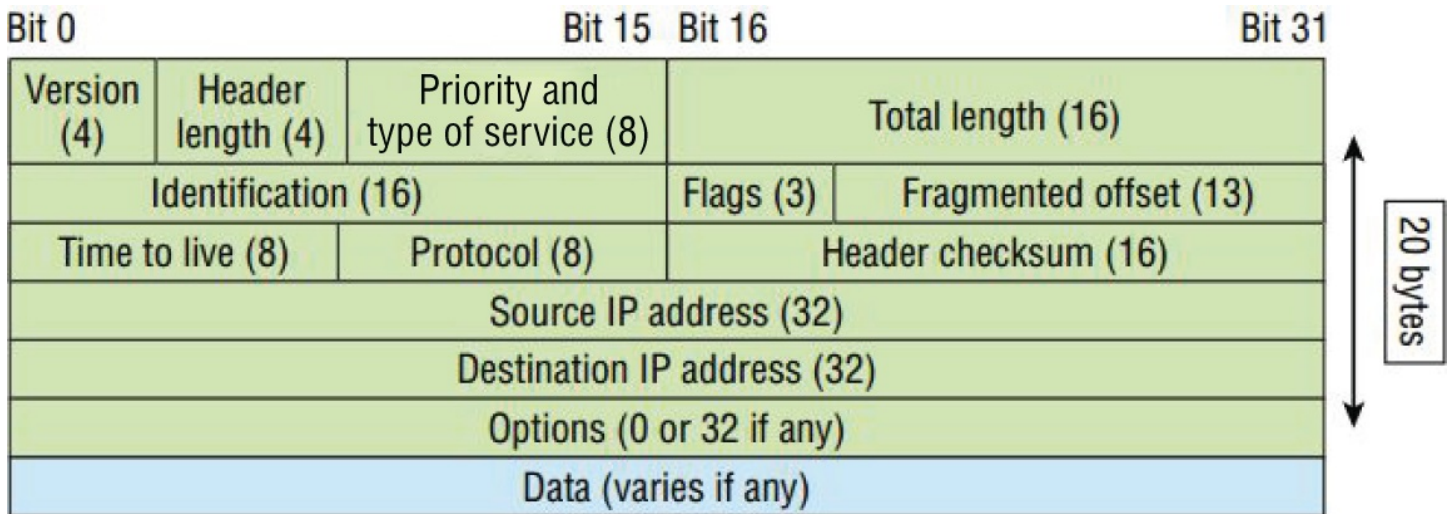 Bit 0 Bit 15 Bit 16 Bit 31
Version (4)
Header length (4)
Priority and type of service (8)
Total length (16)
Identification (16)
Flags (3)
Fragmented offset (13)
Time to live (8)
Protocol (8)
Header checksum (16)
Source IP address (32)
Destination IP address (32)
Options (0 or 32 if any)
Data (varies if any)
20 bytes